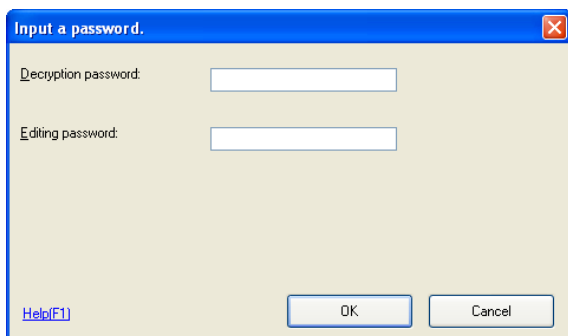 Input a password.
Decryption password:
Editing password:
Help(F1)
OK
Cancel